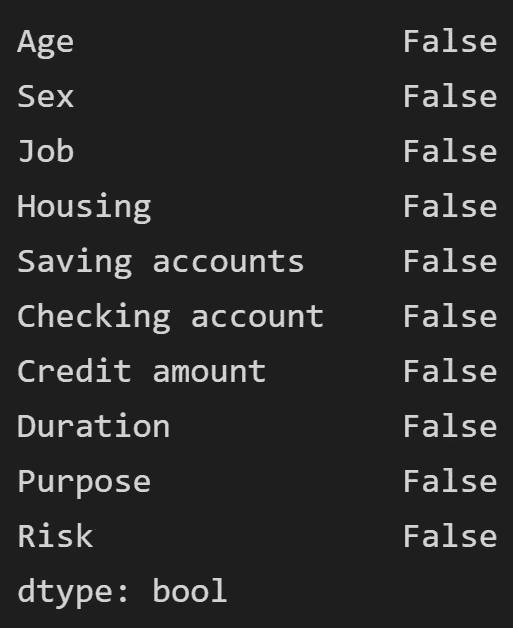 Age                 False
Sex                 False
Job                 False
Housing             False
Saving accounts     False
Checking account    False
Credit amount       False
Duration            False
Purpose             False
Risk                False
dtype: bool